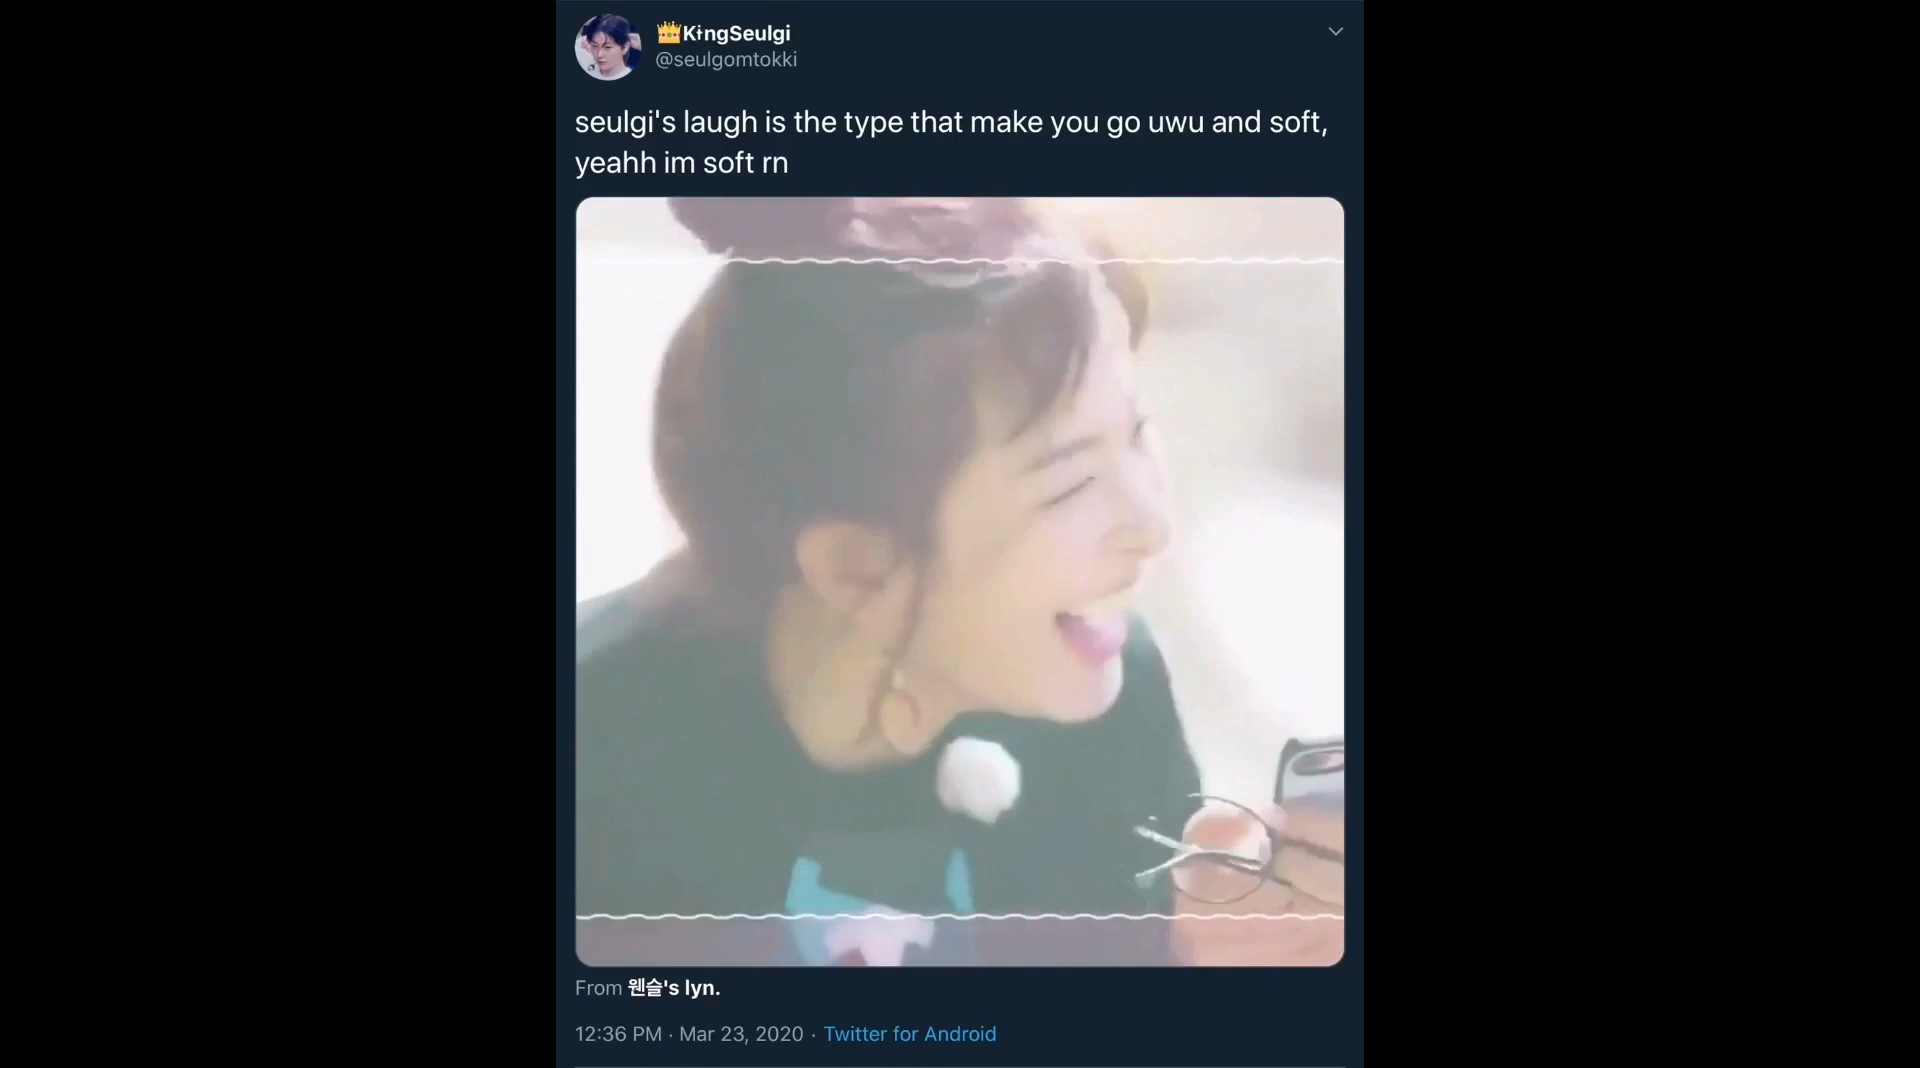 👑KɨngSeulgi
@seulgomtokki
seulgi's laugh is the type that make you go uwu and soft,
yeahh im soft rn
From 웬슬's lyn.
12:36 PM · Mar 23, 2020 · Twitter for Android